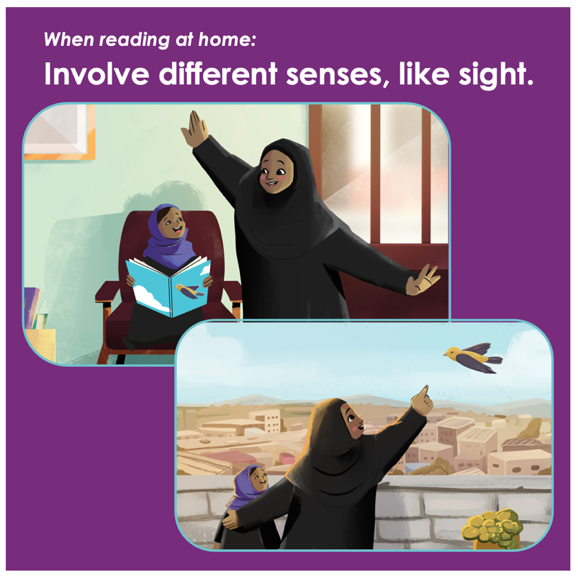 When reading at home:
Involve different senses, like sight.